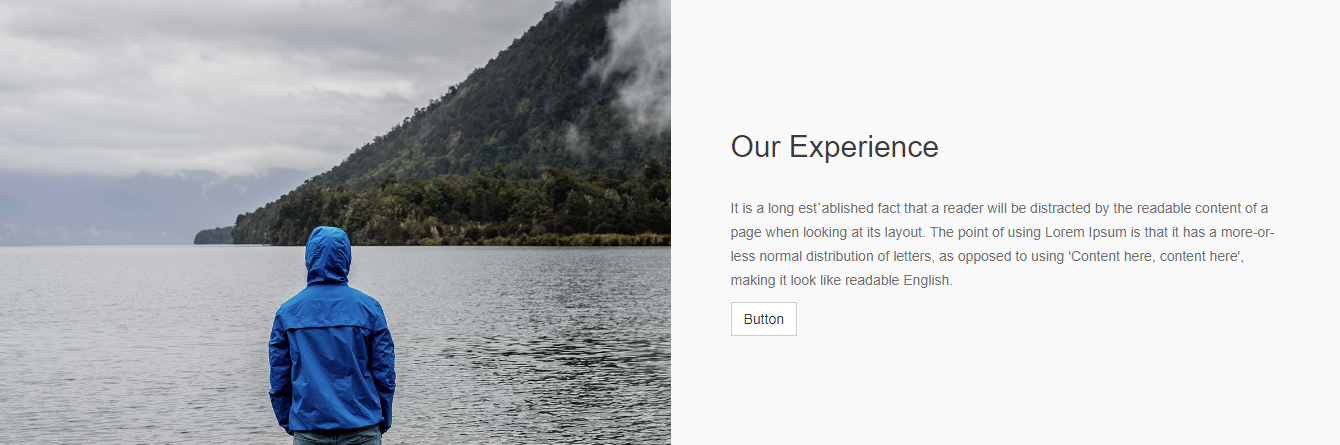 Our Experience
It is a long est`ablished fact that a reader will be distracted by the readable content of a
page when looking at its layout. The point of using Lorem Ipsum is that it has a more-or-
less normal distribution of letters, as opposed to using 'Content here, content here',
making it look like readable English.
Button